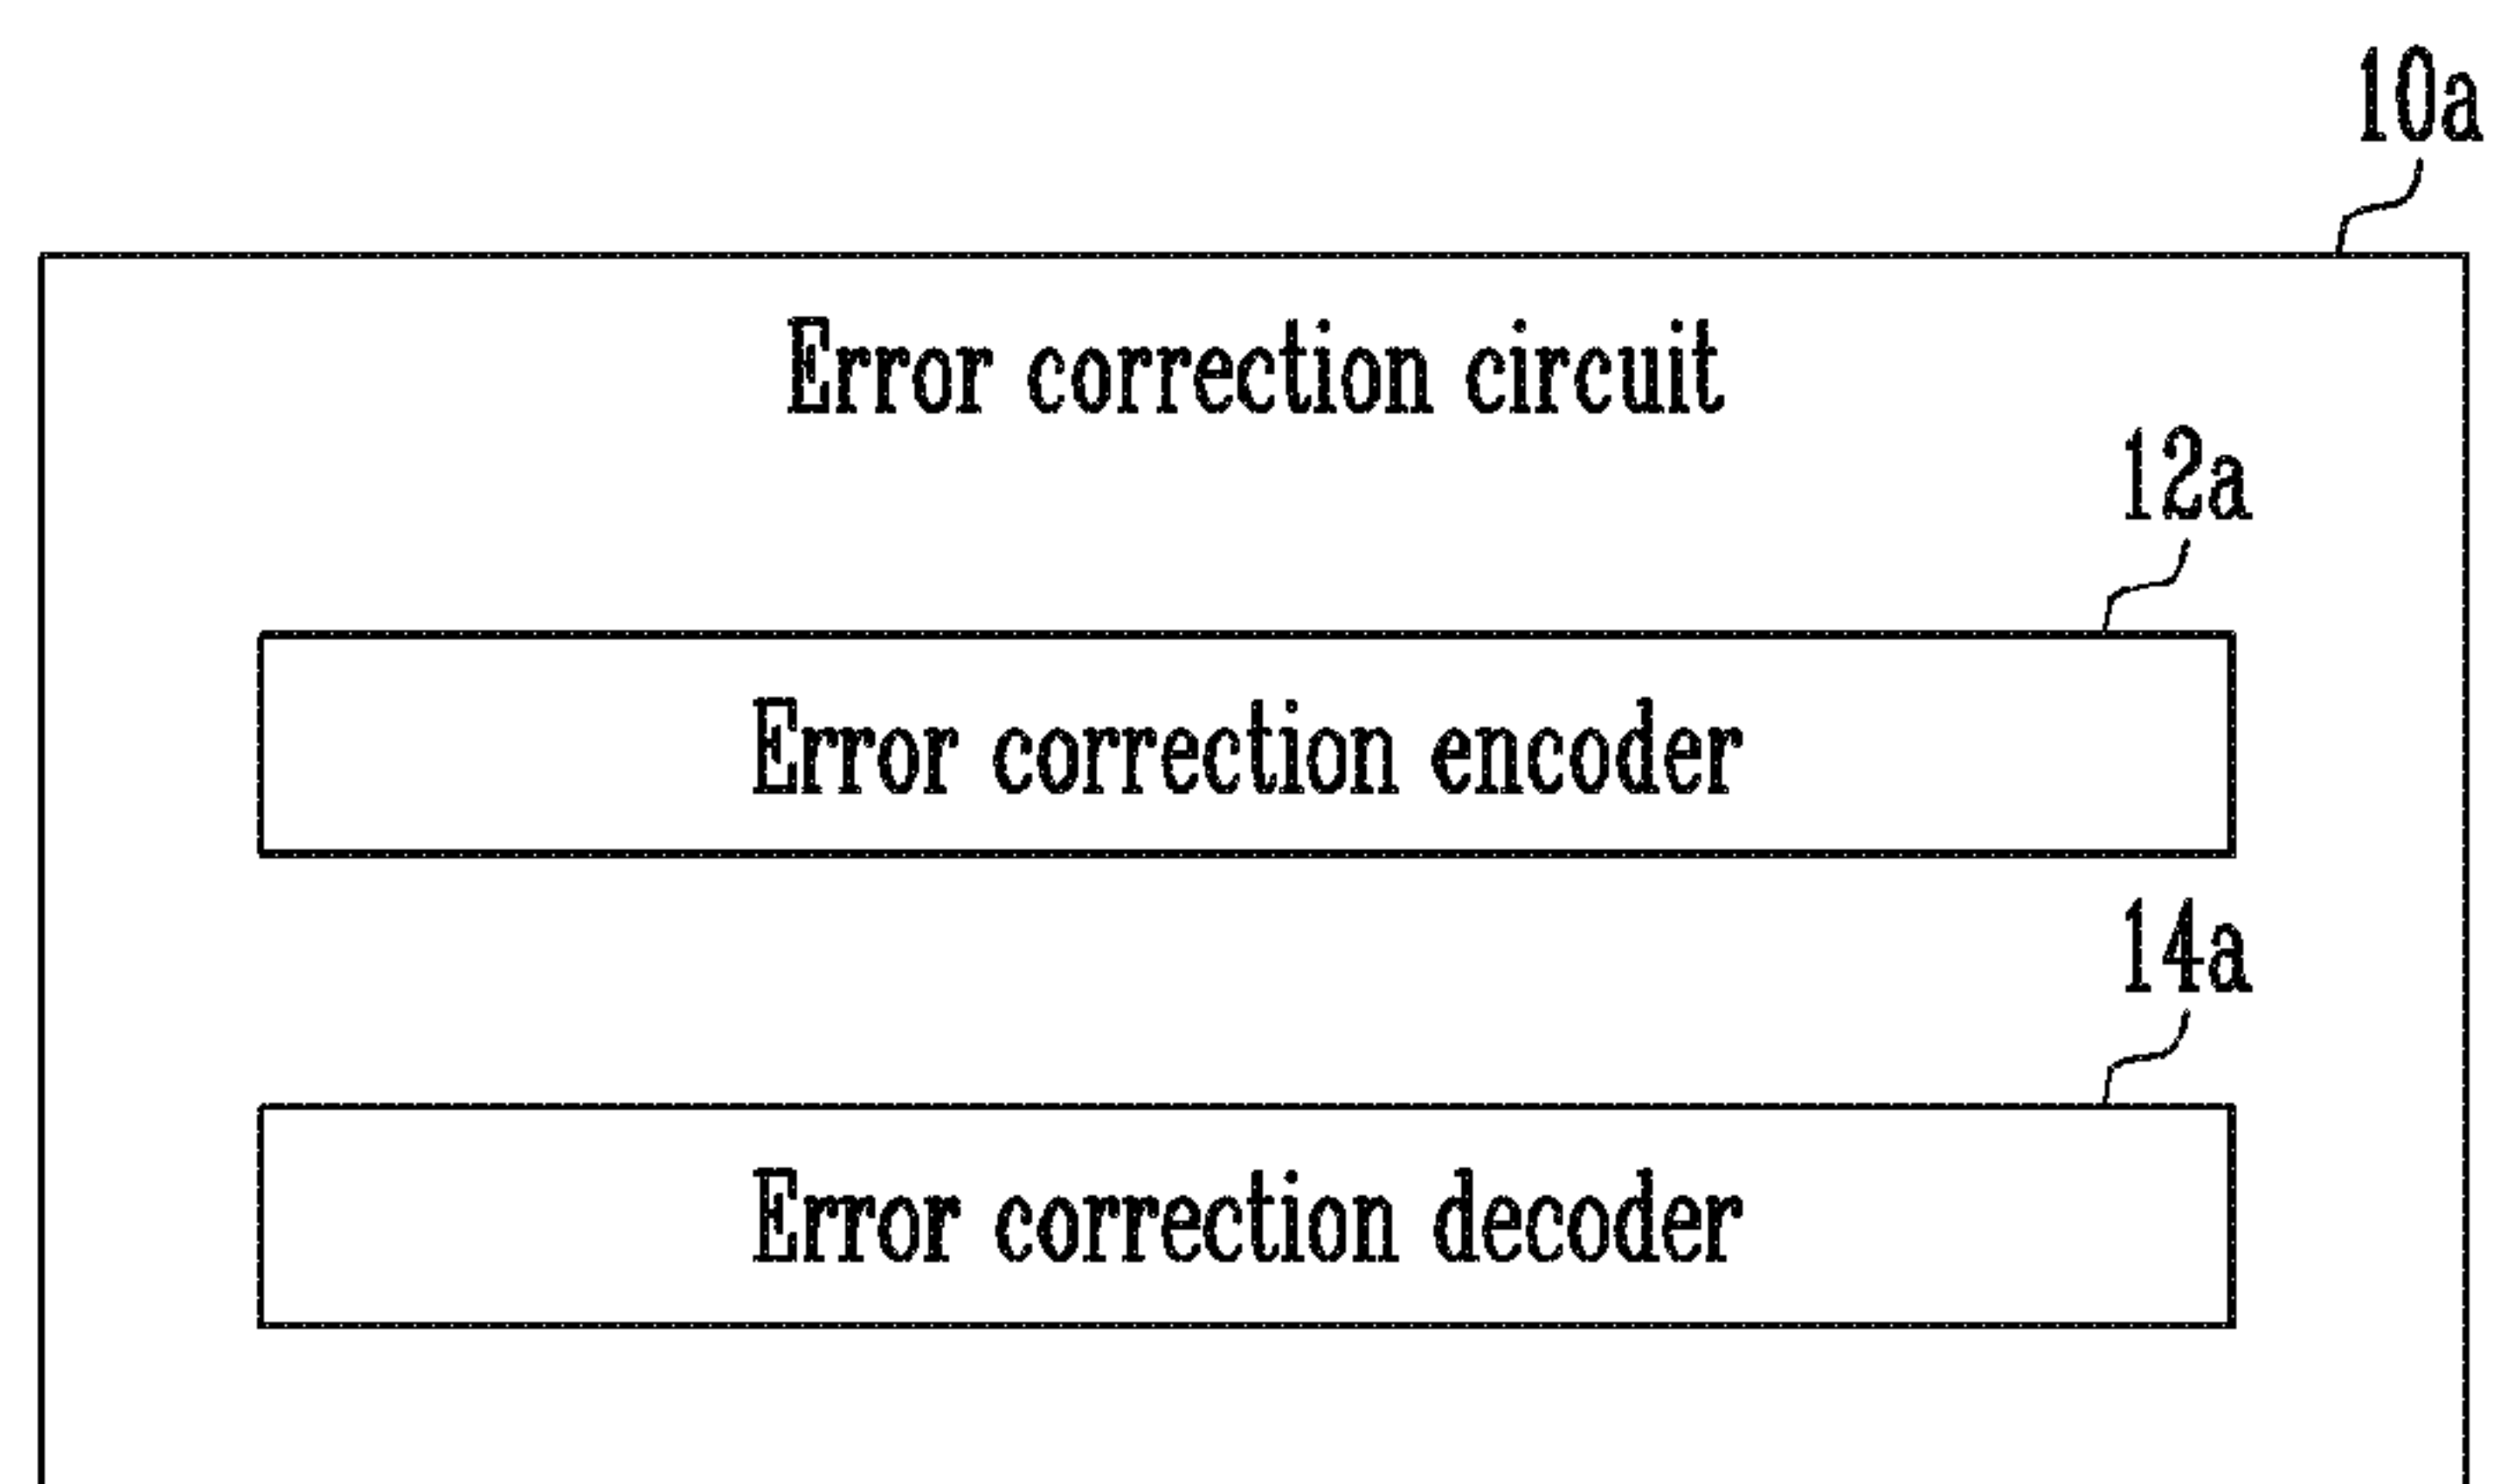 10a
Error correction circuit
12a
Error correction encoder
14a
Error correction decoder